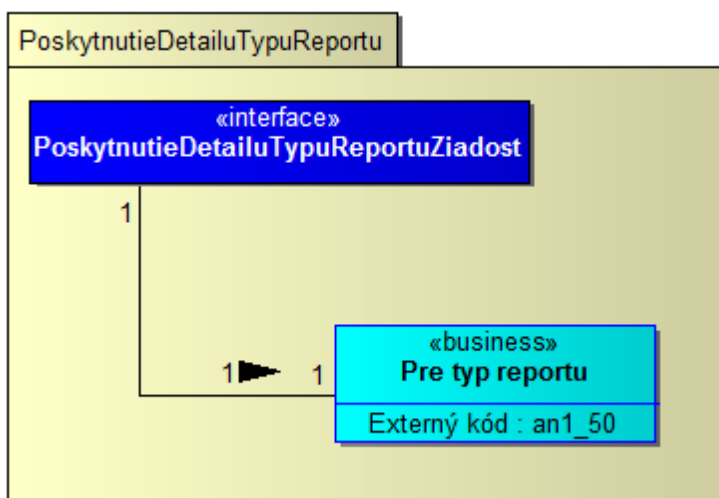 PoskytnutieDetailuTypuReportu
«interface»
PoskytnutieDetailuTypuReportuZiadost
1
1
1
«business»
Pre typ reportu
Externý kód : an1_50